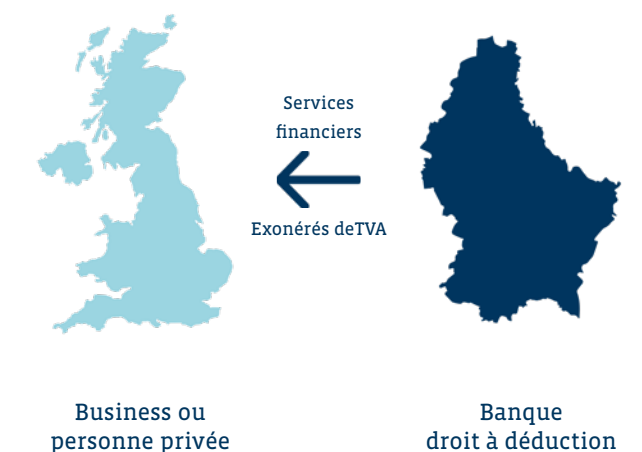 Services
financiers
Exonérés deTVA
Business ou
personne privée
Banque
droit à déduction